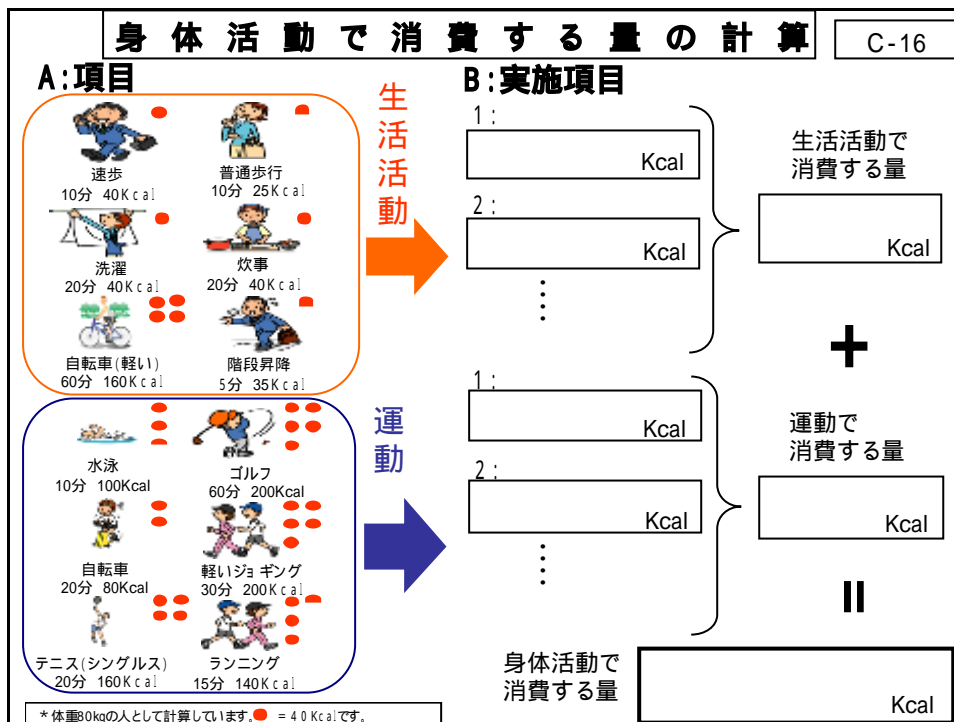 身体活動で消費する量の計算
C-16
A:項目
生活活動
速歩
10分 40Kcal
普通歩行
10分 25Kcal
洗濯
20分 40Kcal
炊事
20分 40Kcal
自転車(軽い)
60分 160Kcal
階段昇降
5分 35Kcal
運動
水泳
10分 100Kcal
ゴルフ
60分 200Kcal
自転車
20分 80Kcal
軽いジョギング
30分 200Kcal
テニス(シングルス)
20分 160Kcal
ランニング
15分 140Kcal
*体重80kgの人として計算しています。 =40Kcalです。
B:実施項目
1:
Kcal
2:
Kcal
⋮
生活活動で
消費する量
Kcal
+
1:
Kcal
2:
Kcal
⋮
運動で
消費する量
Kcal
=
身体活動で
消費する量
Kcal